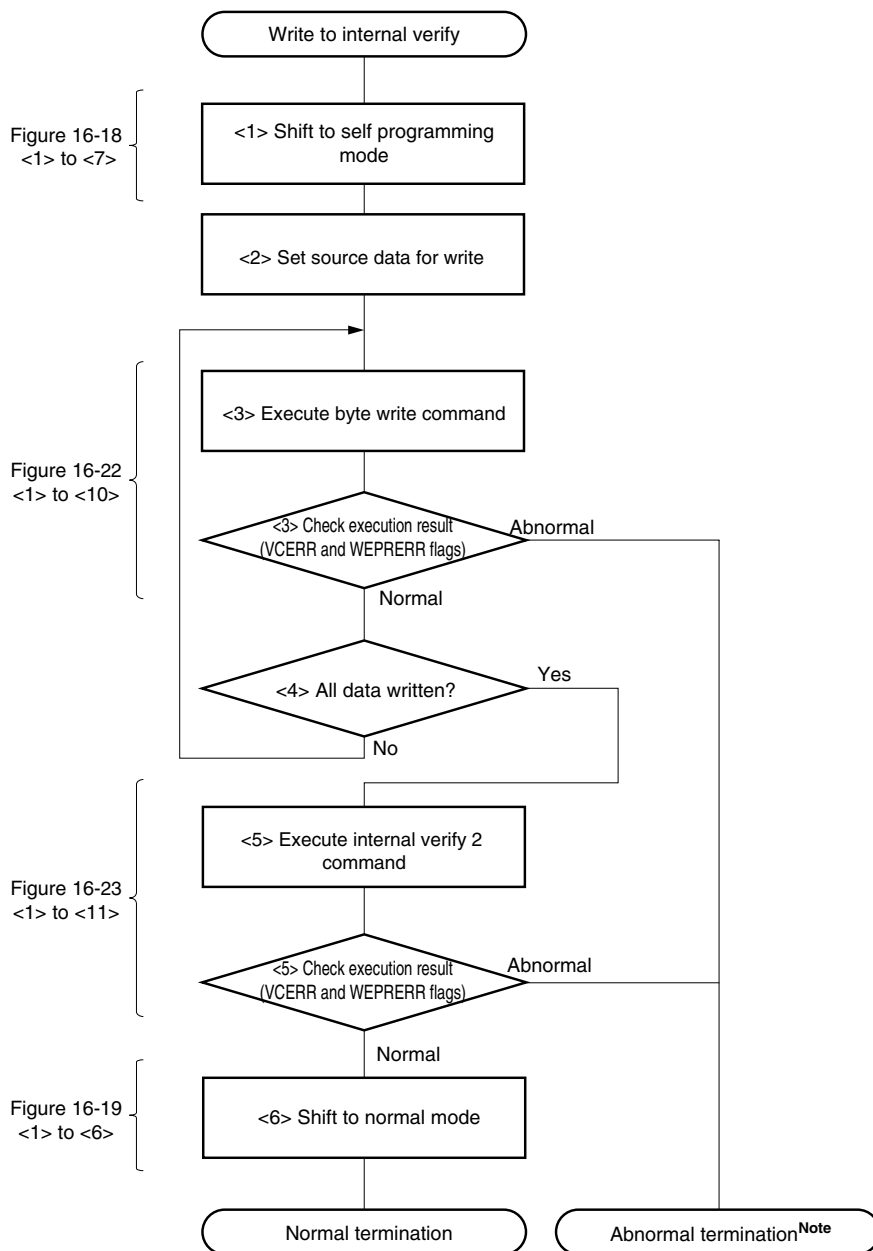 Write to internal verify
Figure 16-18
<1> to <7>
<1> Shift to self programming
mode
<2> Set source data for write
Figure 16-22
<1> to <10>
<3> Execute byte write command
<3> Check execution result
(VCERR and WEPRERR flags)
Abnormal
Normal
<4> All data written?
Yes
No
Figure 16-23
<1> to <11>
<5> Execute internal verify 2
command
<5> Check execution result
(VCERR and WEPRERR flags)
Abnormal
Normal
Figure 16-19
<1> to <6>
<6> Shift to normal mode
Normal termination
Abnormal termination Note